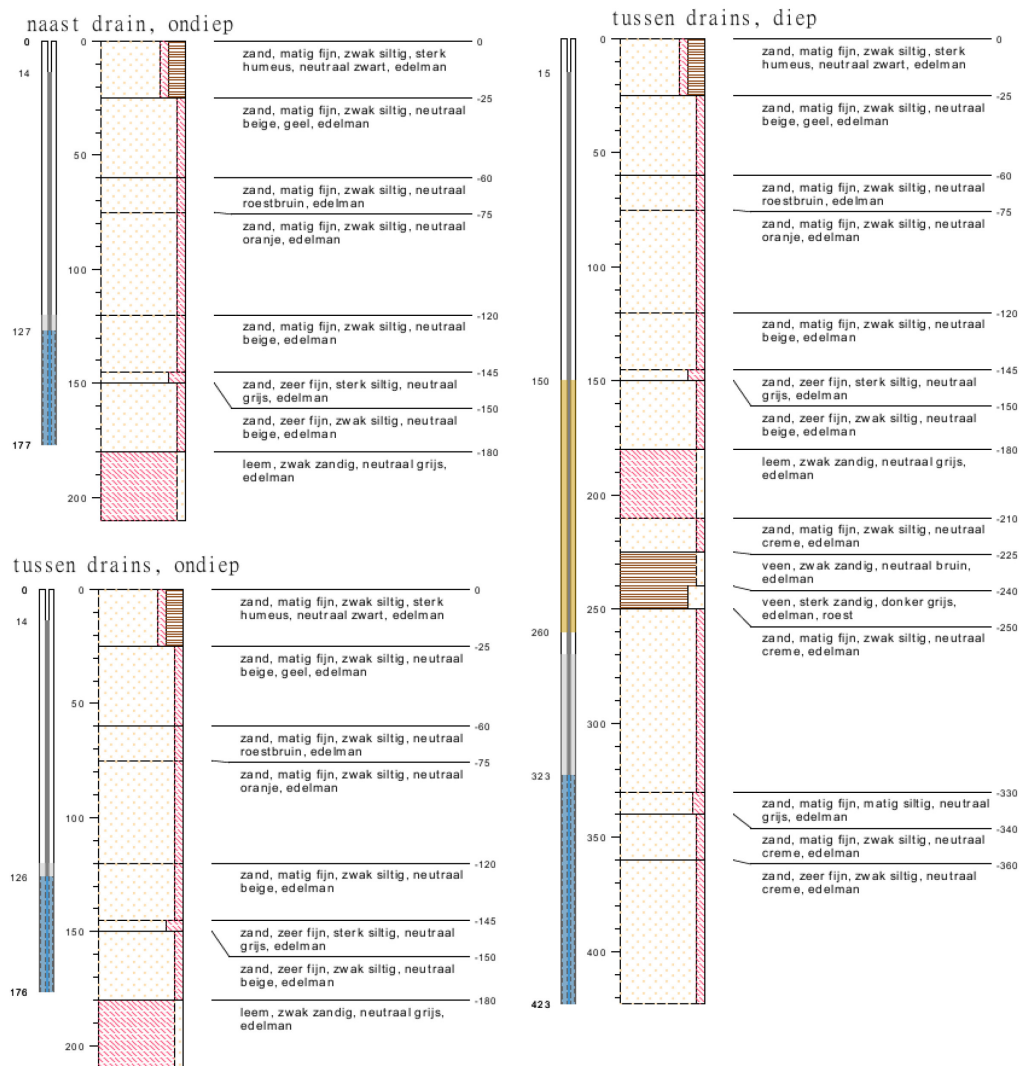 naast drain, ondiep
0
14
127
177
0
50
100
150
200
zand, matig fijn, zwak siltig, sterk
humeus, neutraal zwart, edelman
0
zand, matig fijn, zwak siltig, neutraal
beige, geel, edelman
-25
zand, matig fijn, zwak siltig, neutraal
roestbruin, edelman
-60
zand, matig fijn, zwak siltig, neutraal
oranje, edelman
-75
zand, matig fijn, zwak siltig, neutraal
beige, edelman
-120
zand, zeer fijn, sterk siltig, neutraal
grijs, edelman
-145
zand, zeer fijn, zwak siltig, neutraal
beige, edelman
-150
leem, zwak zandig, neutraal grijs,
edelman
-180
tussen drains, ondiep
0
14
126
176
0
50
100
150
200
zand, matig fijn, zwak siltig, sterk
humeus, neutraal zwart, edelman
0
zand, matig fijn, zwak siltig, neutraal
beige, geel, edelman
-25
zand, matig fijn, zwak siltig, neutraal
roestbruin, edelman
-60
zand, matig fijn, zwak siltig, neutraal
oranje, edelman
-75
zand, matig fijn, zwak siltig, neutraal
beige, edelman
-120
zand, zeer fijn, sterk siltig, neutraal
grijs, edelman
-145
zand, zeer fijn, zwak siltig, neutraal
beige, edelman
-150
leem, zwak zandig, neutraal grijs,
edelman
-180
tussen drains, diep
15
150
260
323
423
0
50
100
150
200
250
300
350
400
zand, matig fijn, zwak siltig, sterk
humeus, neutraal zwart, edelman
0
zand, matig fijn, zwak siltig, neutraal
beige, geel, edelman
-25
zand, matig fijn, zwak siltig, neutraal
roestbruin, edelman
-60
zand, matig fijn, zwak siltig, neutraal
oranje, edelman
-75
zand, matig fijn, zwak siltig, neutraal
beige, edelman
-120
zand, zeer fijn, sterk siltig, neutraal
grijs, edelman
-145
zand, zeer fijn, zwak siltig, neutraal
beige, edelman
-150
leem, zwak zandig, neutraal grijs,
edelman
-180
zand, matig fijn, zwak siltig, neutraal
creme, edelman
-210
veen, zwak zandig, neutraal bruin,
edelman
-225
veen, sterk zandig, donker grijs,
edelman, roest
-240
zand, matig fijn, zwak siltig, neutraal
creme, edelman
-250
zand, matig fijn, matig siltig, neutraal
grijs, edelman
-330
zand, matig fijn, zwak siltig, neutraal
creme, edelman
-340
zand, zeer fijn, zwak siltig, neutraal
creme, edelman
-360